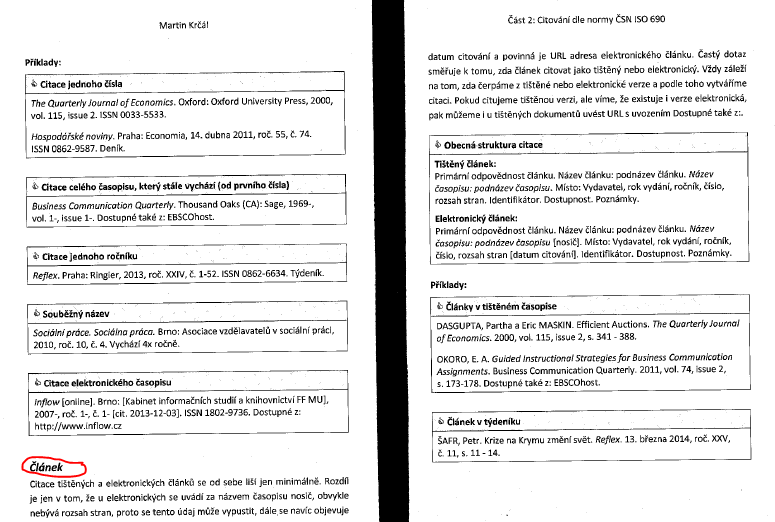 Martin Krčál
Příklady:
Citace jednoho čísla
The Quarterly Journal of Economics. Oxford: Oxford University Press, 2000,
vol. 115, issue 2. ISSN 0033-5533.
Hospodářské noviny. Praha: Economia, 14. dubna 2011, roč. 55, č. 74.
ISSN 0862-9587. Deník.
Citace celého časopisu, který stále vychází (od prvního čísla)
Business Communication Quarterly. Thousand Oaks (CA): Sage, 1969-,
vol. 1-, issue 1-. Dostupné také z: EBSCOhost.
Citace jednoho ročníku
Reflex. Praha: Ringier, 2013, roč. XXIV, č. 1-52. ISSN 0862-6634. Týdeník.
Souběžný název
Sociální práce. Sociálna práca. Brno: Asociace vzdělavatelů v sociální práci,
2010, roč. 10, č. 4. Vychází 4x ročně.
Citace elektronického časopisu
Inflow [online]. Brno: [Kabinet informačních studií a knihovnictví FF MU],
2007-, roč. 1-, č. 1- [cit. 2013-12-03]. ISSN 1802-9736. Dostupné z:
http://www.inflow.cz
Článek
Citace tištěných a elektronických článků se od sebe liší jen minimálně. Rozdíl
je jen v tom, že u elektronických se uvádí za názvem časopisu nosič, obvykle
nebývá rozsah stran, proto se tento údaj může vypustit, dále se navíc objevuje
Část 2: Citování dle normy ČSN ISO 690
datum citování a povinná je URL adresa elektronického článku. Častý dotaz
směřuje k tomu, zda článek citovat jako tištěný nebo elektronický. Vždy záleží
na tom, zda čerpáme z tištěné nebo elektronické verze a podle toho vytváříme
citaci. Pokud citujeme tištěnou verzi, ale víme, že existuje i verze elektronická,
pak můžeme i u tištěných dokumentů uvést URL s uvozením Dostupné také z:.
Obecná struktura citace
Tištěný článek:
Primární odpovědnost článku. Název článku: podnázev článku. Název
časopisu: podnázev časopisu. Místo: Vydavatel, rok vydání, ročník, číslo,
rozsah stran. Identifikátor. Dostupnost. Poznámky.
Elektronický článek:
Primární odpovědnost článku. Název článku: podnázev článku. Název
časopisu: podnázev časopisu [nosič]. Místo: Vydavatel, rok vydání, ročník,
číslo, rozsah stran [datum citování]. Identifikátor. Dostupnost. Poznámky.
Příklady:
Články v tištěném časopise
DASGUPTA, Partha a Eric MASKIN. Efficient Auctions. The Quarterly Journal
of Economics. 2000, vol. 115, issue 2, s. 341 - 388.
OKORO, E. A. Guided Instructional Strategies for Business Communication
Assignments. Business Communication Quarterly. 2011, vol. 74, issue 2,
s. 173-178. Dostupné také z: EBSCOhost.
Článek v týdeníku
ŠAFR, Petr. Krize na Krymu změní svět. Reflex. 13. března 2014, roč. XXV,
č. 11, s. 11 - 14.